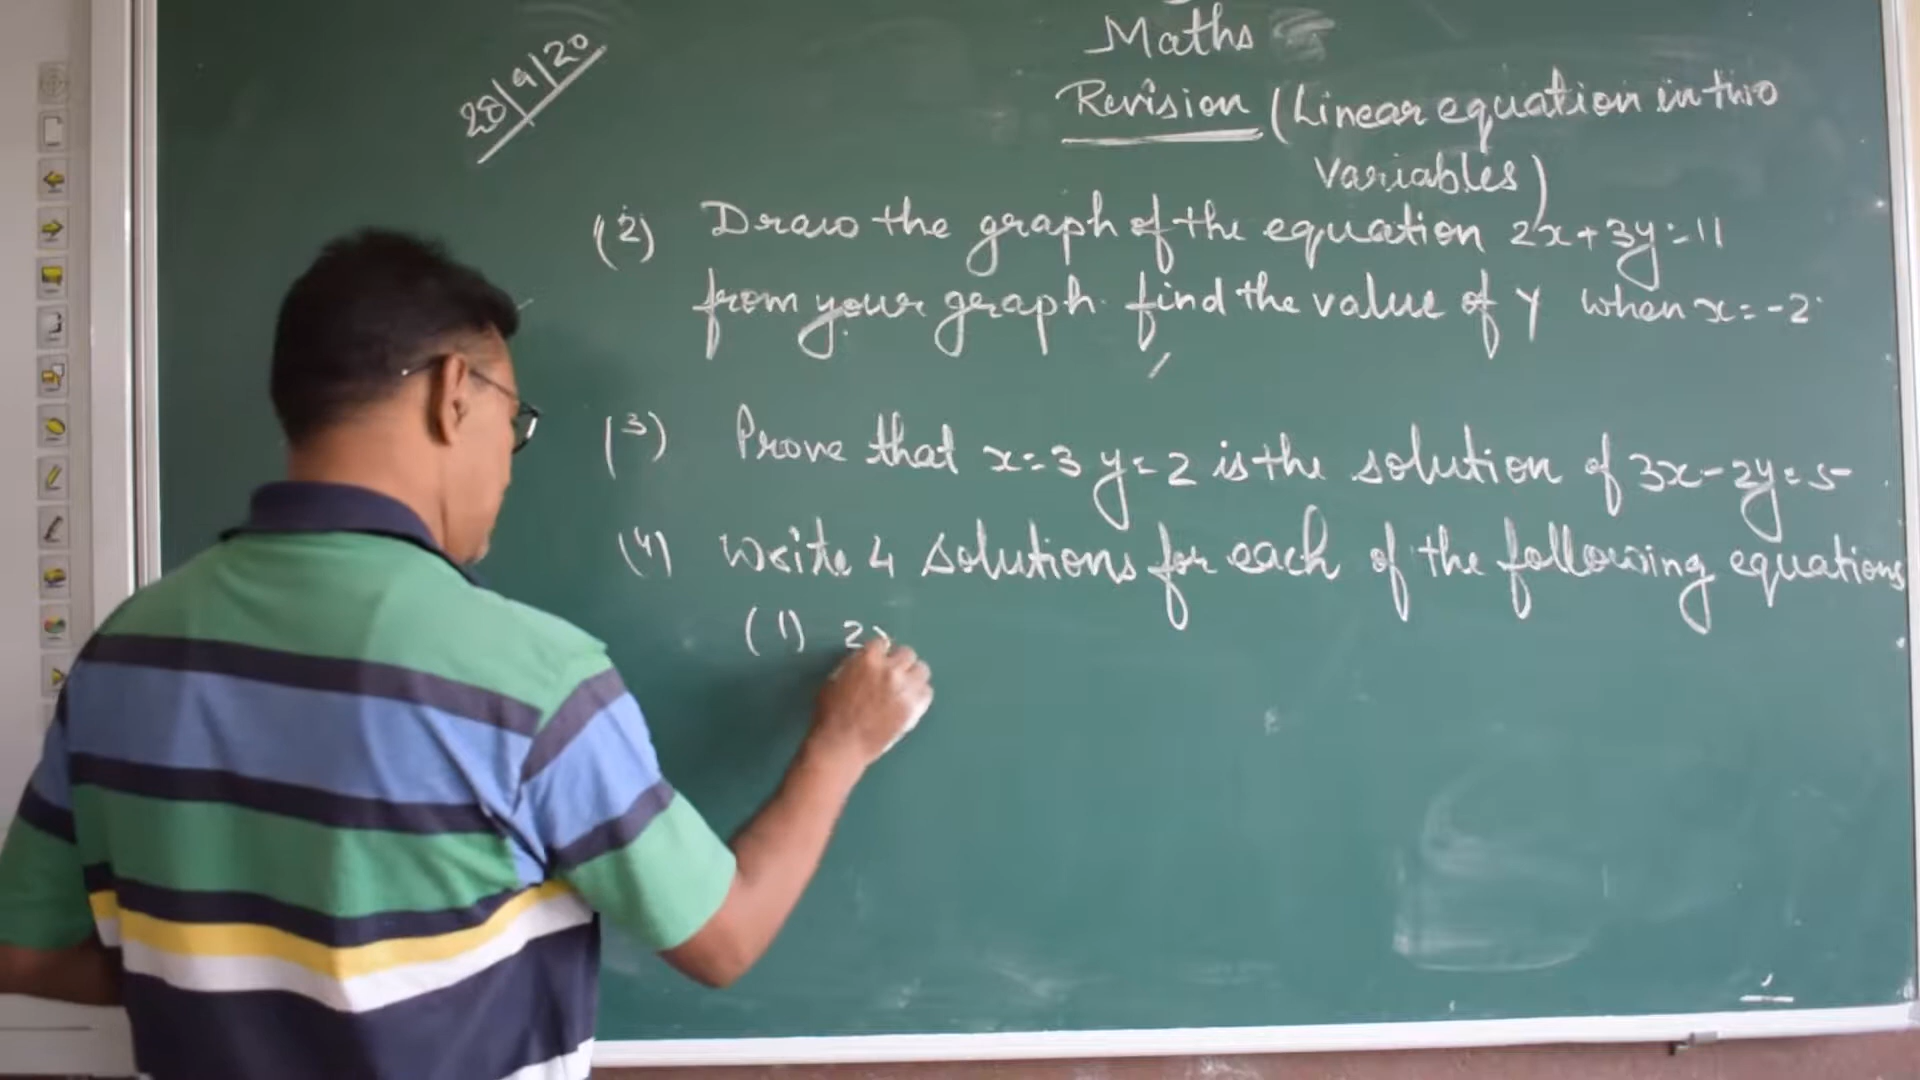 28/9/20
Maths
Revision (Linear equation in two
Variables)
(2) Draw the graph of the equation 2x+3y=11
from your graph find the value of y when x=-2
(3) Prove that x=3 y=2 is the solution of 3x-2y=5
(4) Write 4 solutions for each of the following equations
(1) 2x